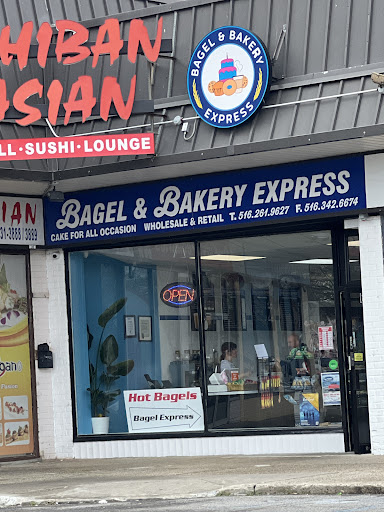 HIBAN
ASIAN
LL · SUSHI · LOUNGE
BAGEL & BAKERY
EXPRESS
IAN
BAGEL & BAKERY EXPRESS
CAKE FOR ALL OCCASION WHOLESALE & RETAIL T. 516.261.9627 F. 516.342.6674
OPEN
Hot Bagels
Bagel Express